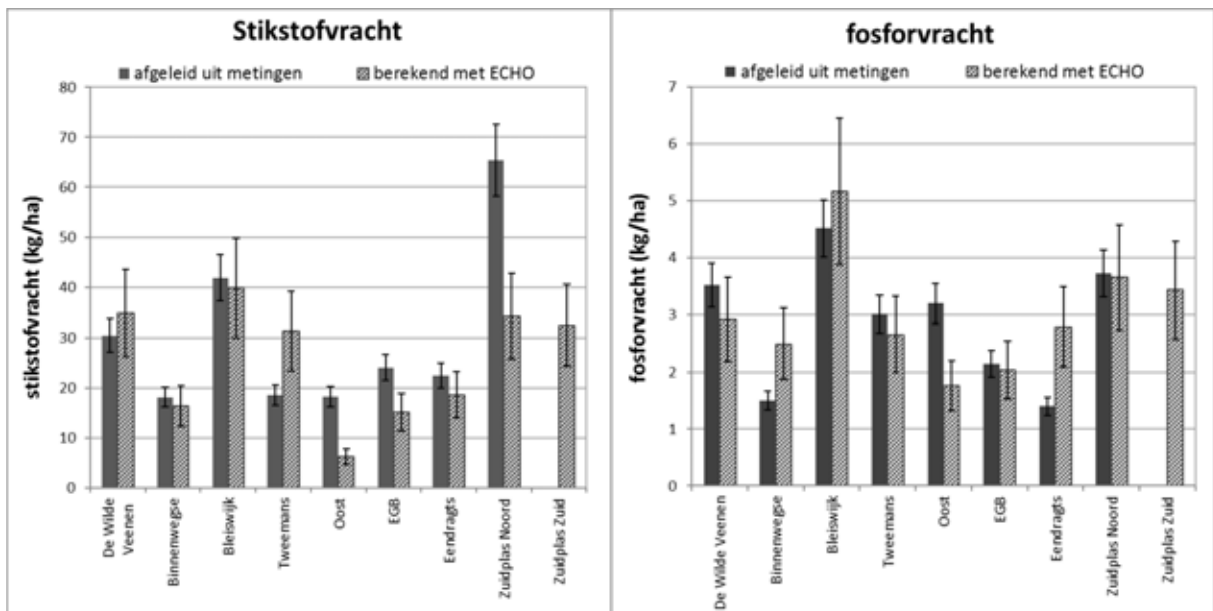 Stikstofvracht
afgeleid uit metingen
berekend met ECHO
stikstofvracht (kg/ha)
80
70
60
50
40
30
20
10
0
De Wilde
Veenen
Binnenwegse
Bleiswijk
Tweemans
Oost
EGB
Eendragts
Zuidplas Noord
Zuidplas Zuid
fosforvracht
afgeleid uit metingen
berekend met ECHO
fosforvracht (kg/ha)
7
6
5
4
3
2
1
0
De Wilde Veenen
Binnenwegse
Bleiswijk
Tweemans
Oost
EGB
Eendragts
Zuidplas Noord
Zuidplas Zuid